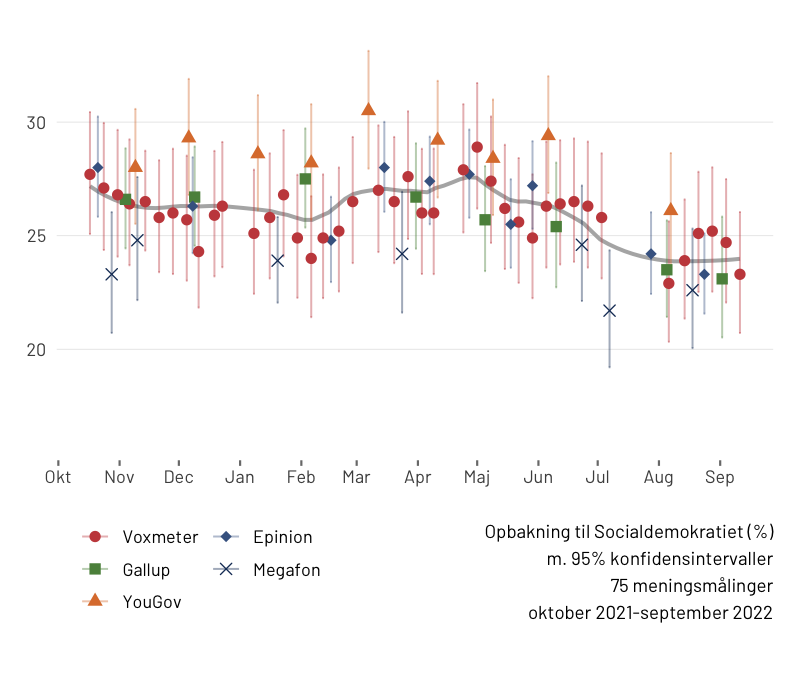 30
25
20
Okt Nov Dec Jan Feb Mar Apr Maj Jun Jul Aug Sep
Voxmeter Epinion
Gallup Megafon
YouGov
Opbakning til Socialdemokratiet (%)
m. 95% konfidensintervaller
75 meningsmålinger
oktober 2021-september 2022